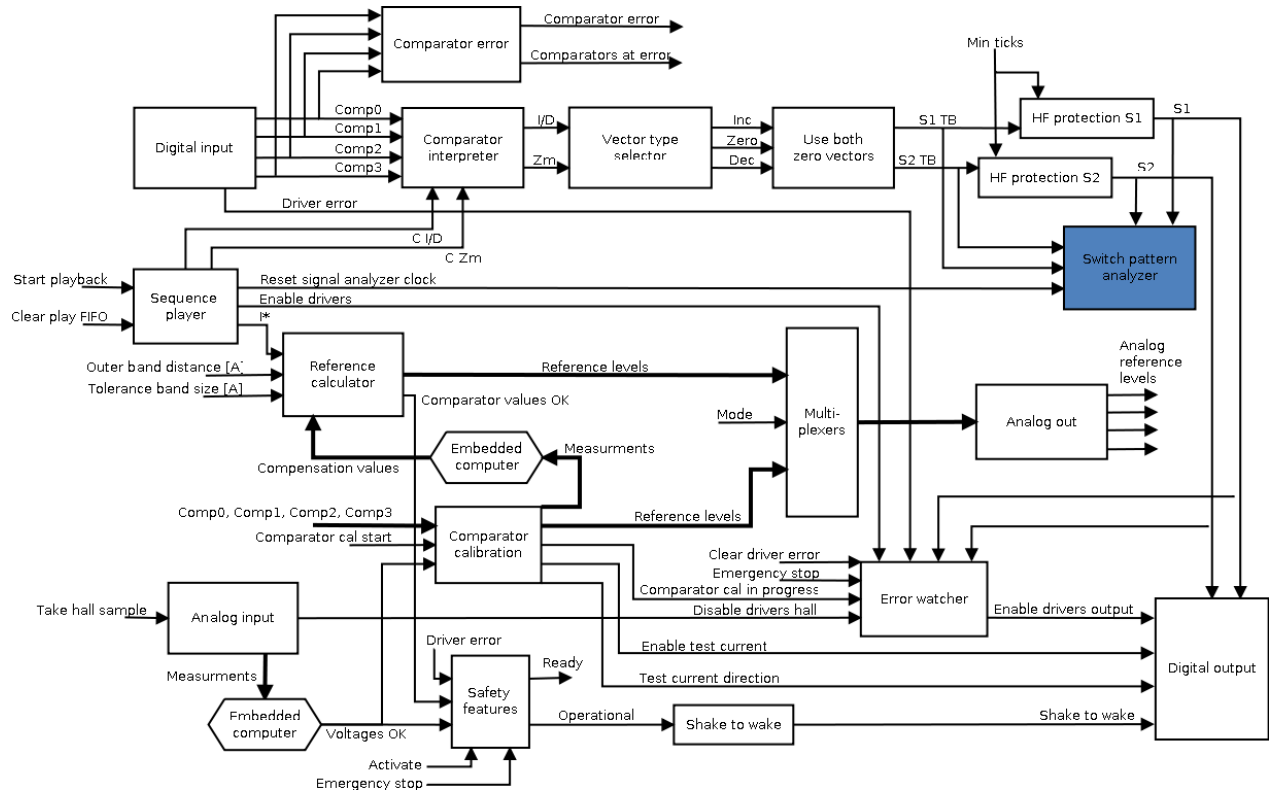 Comparator error
Comparator error
Comparators at error
Min ticks
S1
Comp0
Comp1
Comp2
Comp3
Digital input
Comparator
interpreter
I/D
Zm
Vector type
selector
Inc
Zero
Dec
Use both
zero vectors
S1 TB
S2 TB
HF protection S1
S2
HF protection S2
Driver error
C I/D
C Zm
Switch pattern
analyzer
Start playback
Clear play FIFO
Sequence
player
Reset signal analyzer clock
Enable drivers
I*
Outer band distance [A]
Tolerance band size [A]
Reference
calculator
Reference levels
Comparator values OK
Mode
Multi-
plexers
Analog out
Analog
reference
levels
Compensation values
Embedded
computer
Measurments
Comp0, Comp1, Comp2, Comp3
Comparator cal start
Comparator
calibration
Reference levels
Clear driver error
Emergency stop
Comparator cal in progress
Disable drivers hall
Error watcher
Enable drivers output
Take hall sample
Analog input
Enable test current
Test current direction
Digital output
Measurments
Embedded
computer
Voltages OK
Driver error
Safety
features
Ready
Operational
Shake to wake
Shake to wake
Activate
Emergency stop